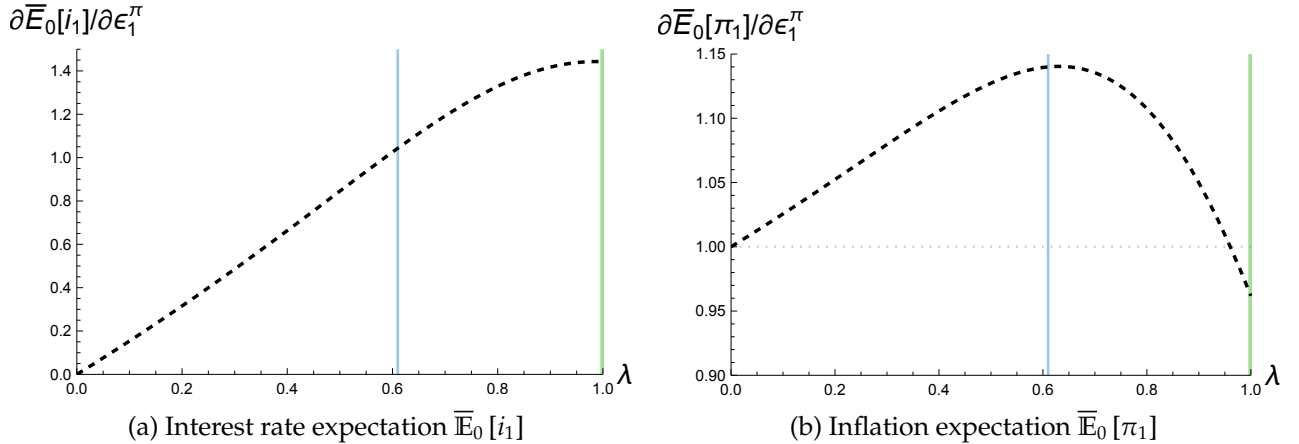 ∂E̅₀[i₁]/∂ϵ₁^π
1.4
1.2
1.0
0.8
0.6
0.4
0.2
0.0
0.0 0.2 0.4 0.6 0.8 1.0 λ
(a) Interest rate expectation 𝔼̅₀ [i₁]
∂E̅₀[π₁]/∂ϵ₁^π
1.15
1.10
1.05
1.00
0.95
0.90
0.0 0.2 0.4 0.6 0.8 1.0 λ
(b) Inflation expectation 𝔼̅₀ [π₁]